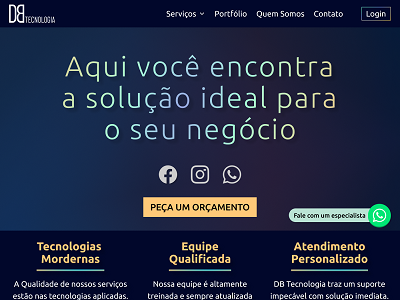 DB TECNOLOGIA
Serviços Portfólio Quem Somos Contato Login
Aqui você encontra
a solução ideal para
o seu negócio
PEÇA UM ORÇAMENTO
Fale com um especialista
Tecnologias
Mordernas
A Qualidade de nossos serviços
estão nas tecnologias aplicadas.
Equipe
Qualificada
Nossa equipe é altamente
treinada e sempre atualizada
Atendimento
Personalizado
DB Tecnologia traz um suporte
impecável com solução imediata.